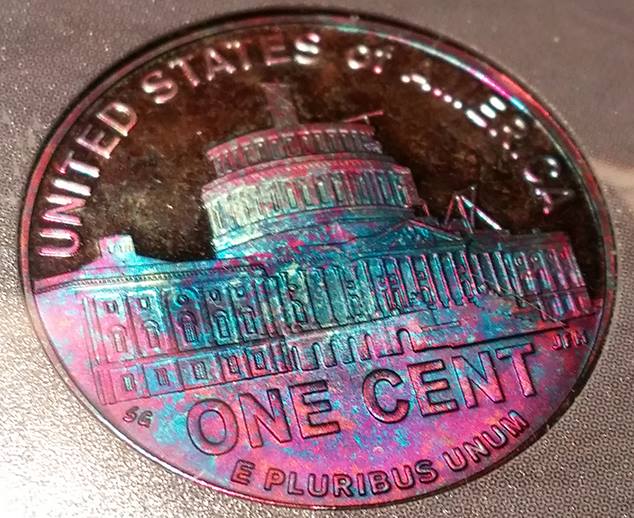 UNITED STATES of AMERICA
ONE CENT
SG
JFM
E PLURIBUS UNUM